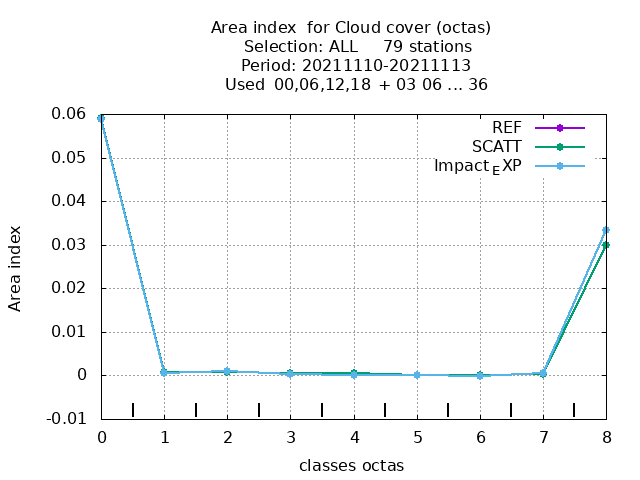 Area index  for Cloud cover (octas)
Selection: ALL     79 stations
Period: 20211110-20211113
Used  00,06,12,18  + 03 06 ... 36
REF
SCATT
Impact_EXP
0.06
0.05
0.04
0.03
0.02
0.01
0
-0.01
Area index
0 1 2 3 4 5 6 7 8
classes octas